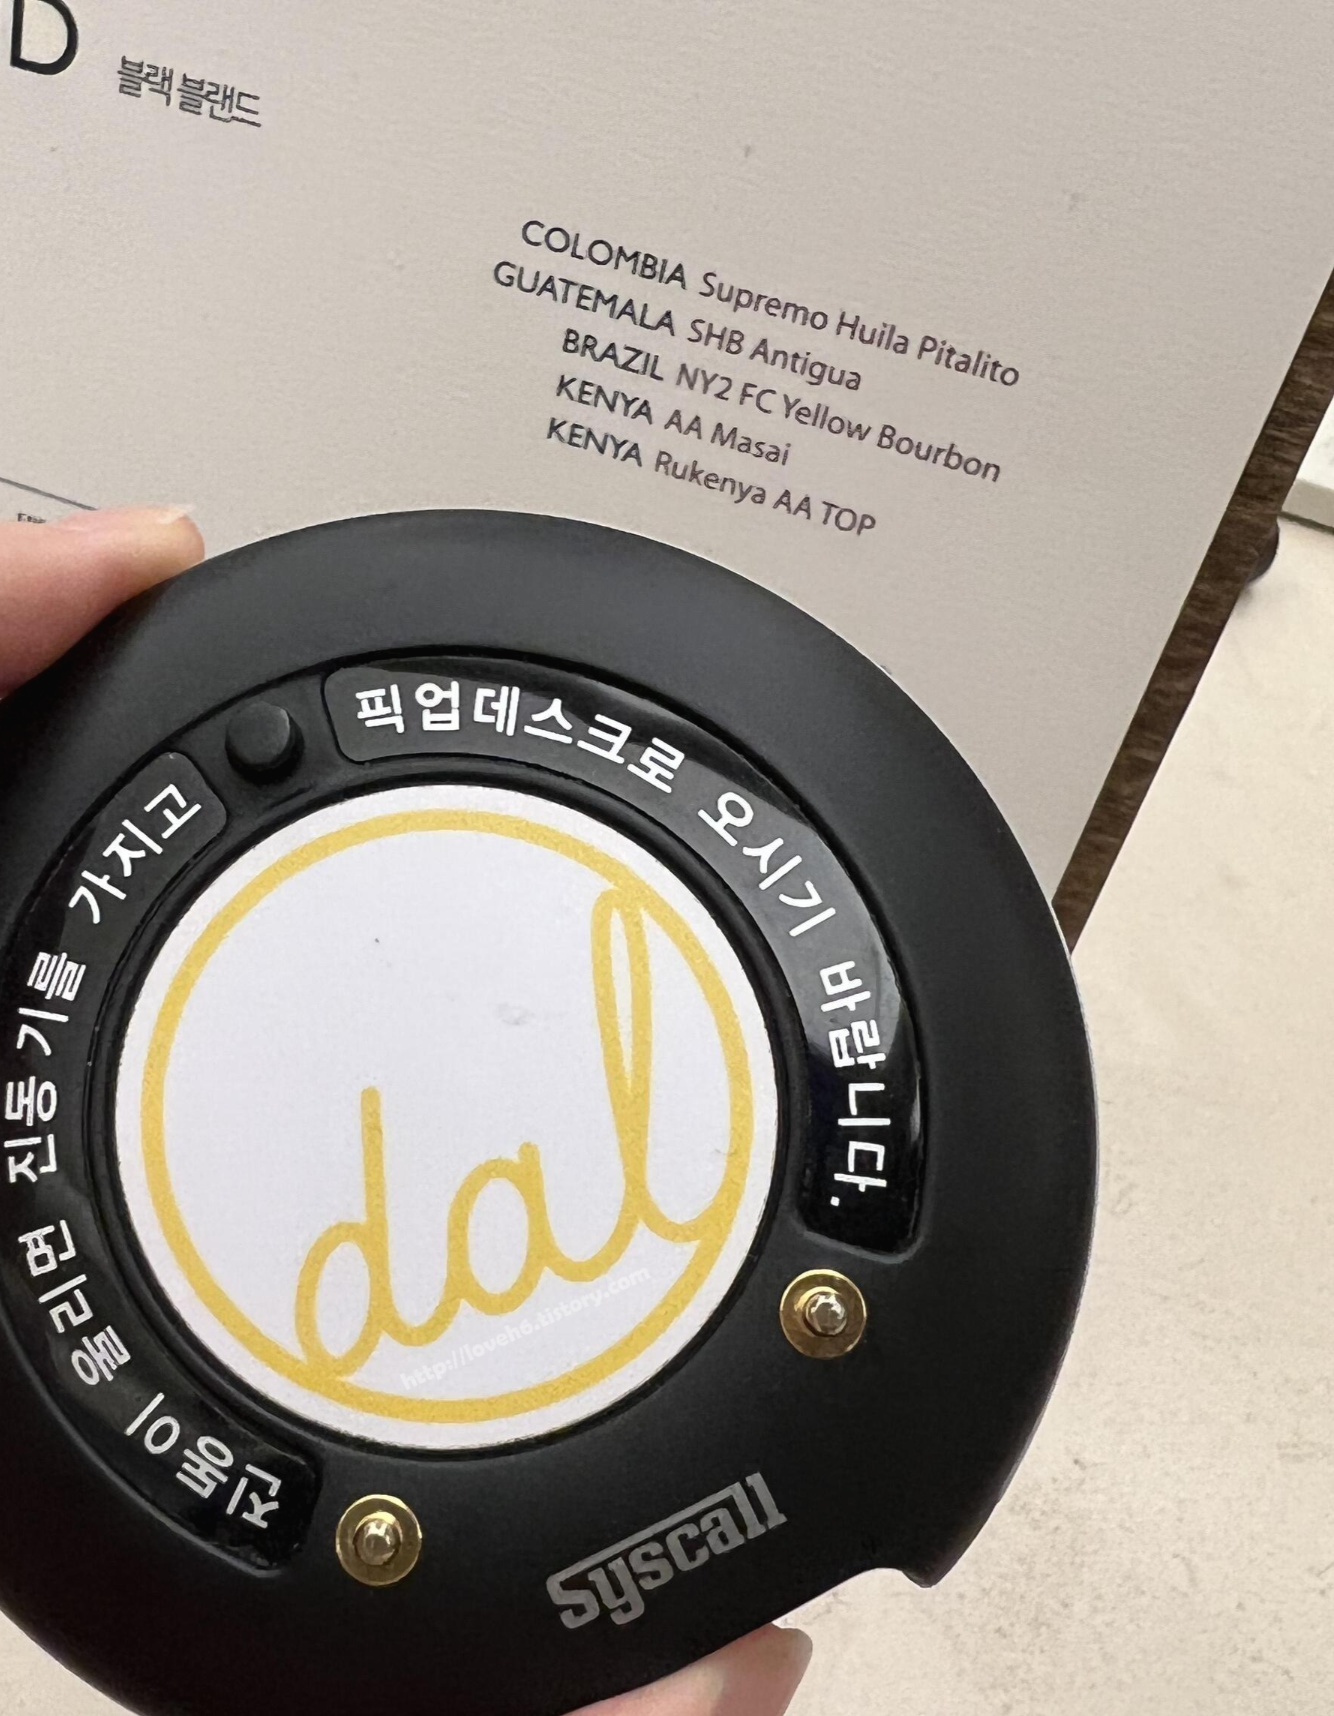 D 블랙 블랜드
COLOMBIA Supremo Huila Pitalito
GUATEMALA SHB Antigua
BRAZIL NY2 FC Yellow Bourbon
KENYA AA Masai
KENYA Rukenya AA TOP
진동이 울리면 진동기를 가지고
픽업데스크로 오시기 바랍니다.
dal
http://loveh6.tistory.com
Syscall